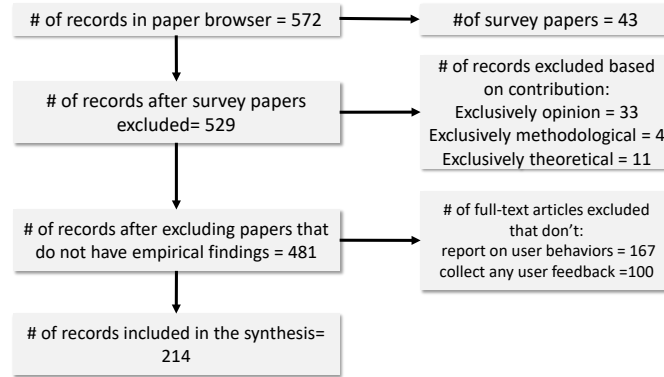 # of records in paper browser = 572
#of survey papers = 43
# of records after survey papers
excluded= 529
# of records excluded based
on contribution:
Exclusively opinion = 33
Exclusively methodological = 4
Exclusively theoretical = 11
# of records after excluding papers that
do not have empirical findings = 481
# of full-text articles excluded
that don't:
report on user behaviors = 167
collect any user feedback =100
# of records included in the synthesis=
214